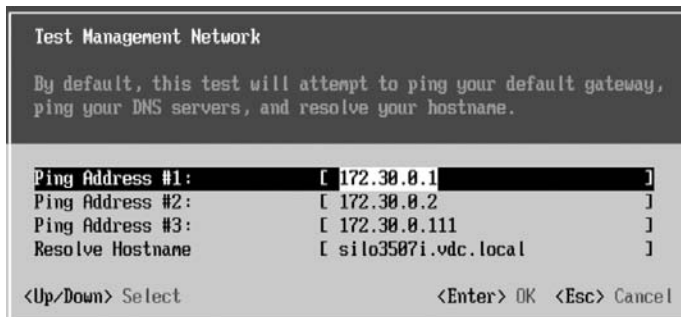 Test Management Network
By default, this test will attempt to ping your default gateway,
ping your DNS servers, and resolve your hostname.
Ping Address #1: [ 172.30.0.1 ]
Ping Address #2: [ 172.30.0.2 ]
Ping Address #3: [ 172.30.0.111 ]
Resolve Hostname [ silo3507i.vdc.local ]
<Up/Down> Select <Enter> OK <Esc> Cancel